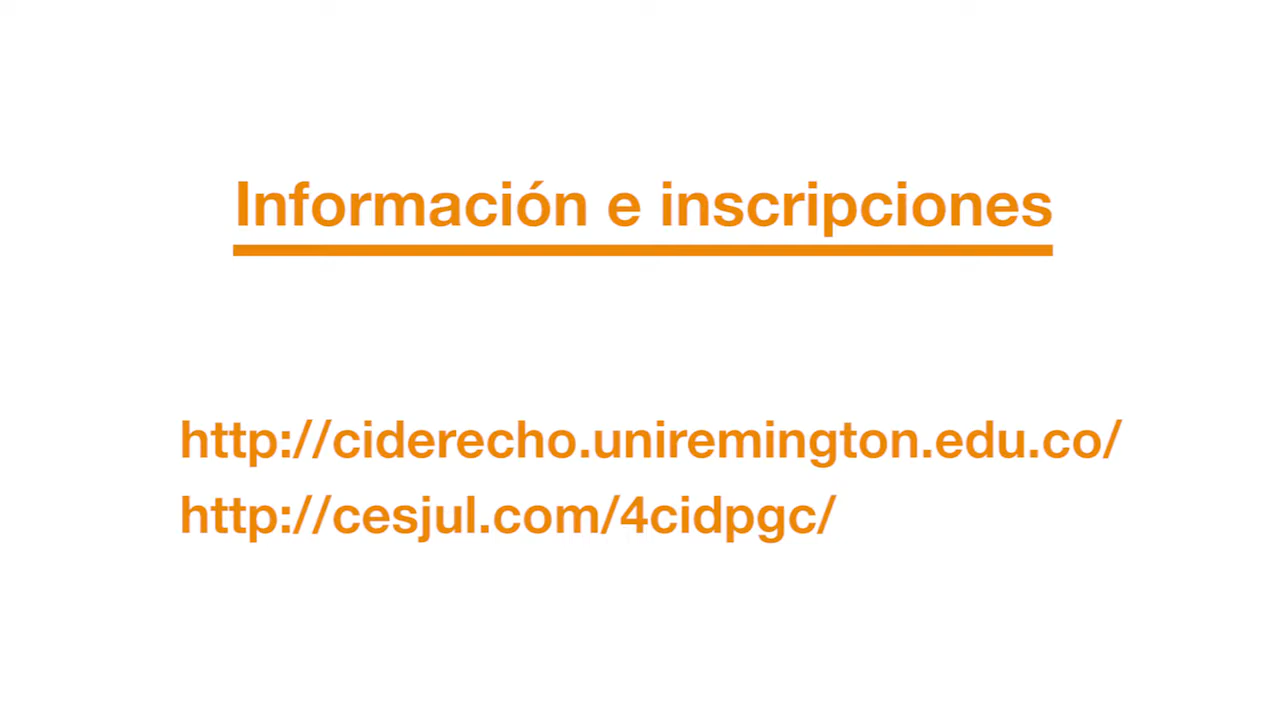 Información e inscripciones
http://ciderecho.uniremington.edu.co/
http://cesjul.com/4cidpgc/